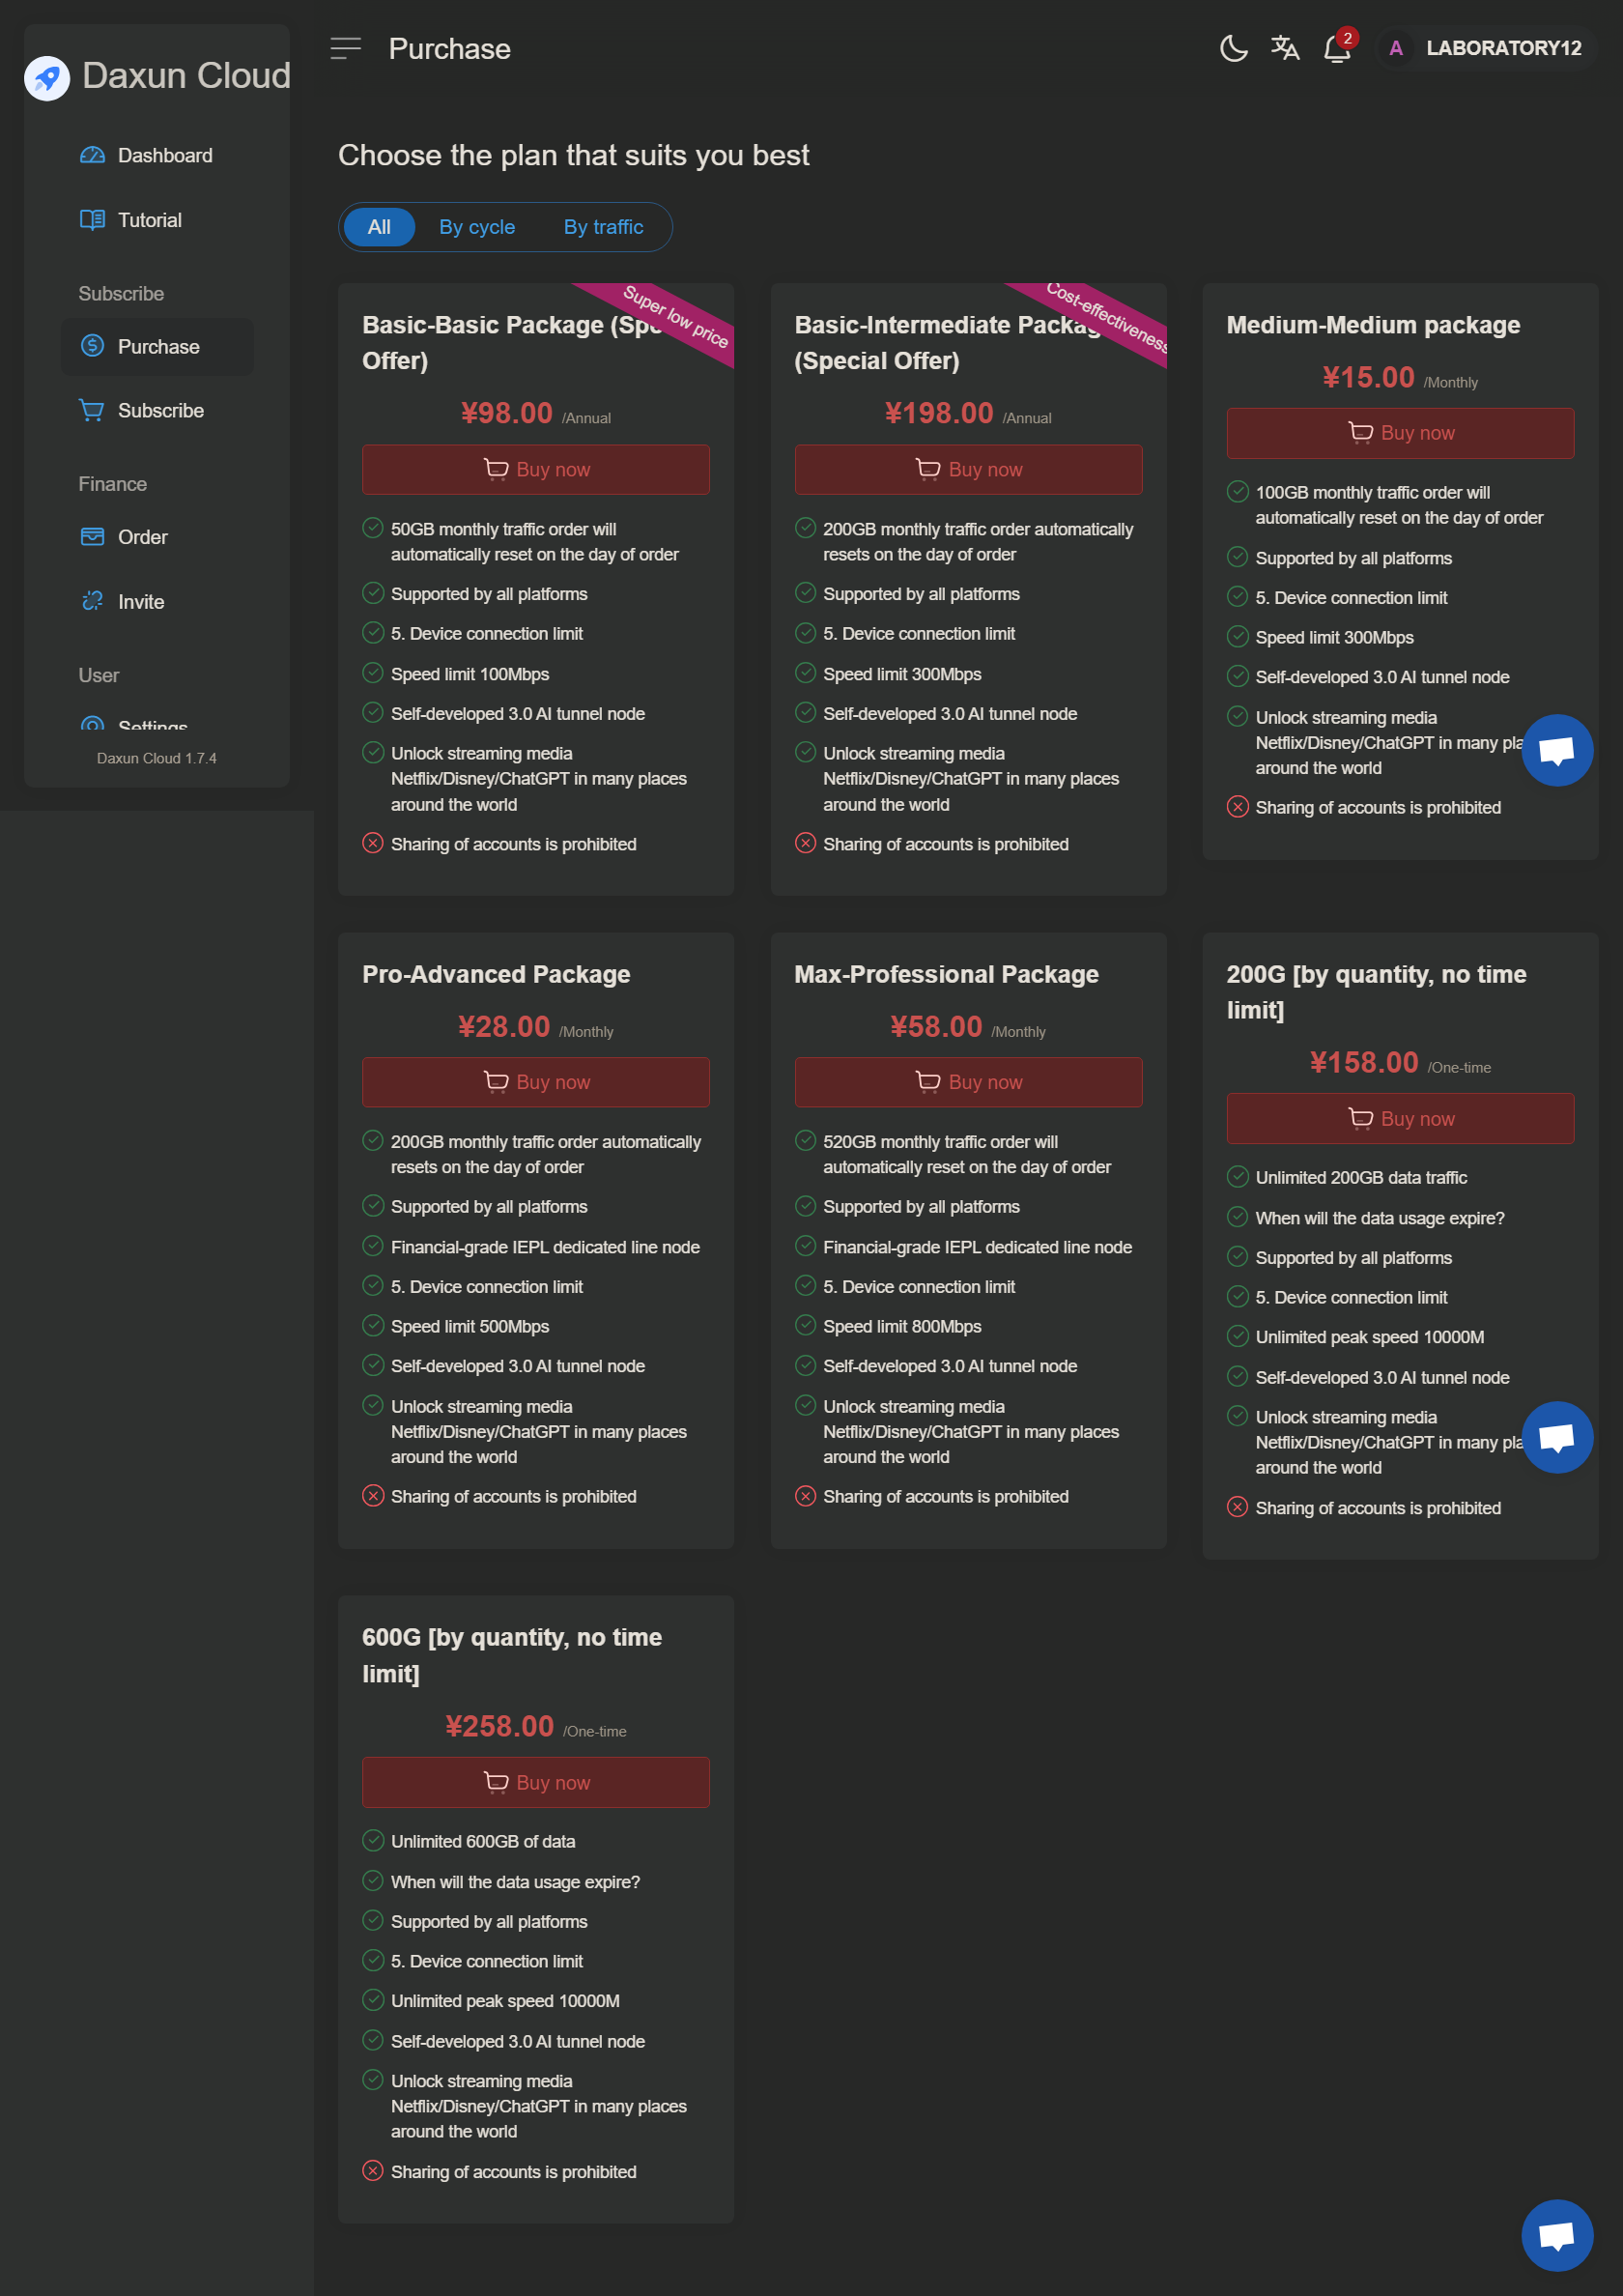 Daxun Cloud
Dashboard
Tutorial
Subscribe
Purchase
Subscribe
Finance
Order
Invite
User
Settings
Daxun Cloud 1.7.4
Purchase
2
A
LABORATORY12
Choose the plan that suits you best
All
By cycle
By traffic
Super low price
Basic-Basic Package
Offer)
¥98.00 /Annual
Buy now
50GB monthly traffic order will
automatically reset on the day of order
Supported by all platforms
5. Device connection limit
Speed limit 100Mbps
Self-developed 3.0 AI tunnel node
Unlock streaming media
Netflix/Disney/ChatGPT in many places
around the world
Sharing of accounts is prohibited
Cost-effectiveness
Basic-Intermediate
(Special Offer)
¥198.00 /Annual
Buy now
200GB monthly traffic order automatically
resets on the day of order
Supported by all platforms
5. Device connection limit
Speed limit 300Mbps
Self-developed 3.0 AI tunnel node
Unlock streaming media
Netflix/Disney/ChatGPT in many places
around the world
Sharing of accounts is prohibited
Medium-Medium package
¥15.00 /Monthly
Buy now
100GB monthly traffic order will
automatically reset on the day of order
Supported by all platforms
5. Device connection limit
Speed limit 300Mbps
Self-developed 3.0 AI tunnel node
Unlock streaming media
Netflix/Disney/ChatGPT in many
around the world
Sharing of accounts is prohibited
Pro-Advanced Package
¥28.00 /Monthly
Buy now
200GB monthly traffic order automatically
resets on the day of order
Supported by all platforms
Financial-grade IEPL dedicated line node
5. Device connection limit
Speed limit 500Mbps
Self-developed 3.0 AI tunnel node
Unlock streaming media
Netflix/Disney/ChatGPT in many places
around the world
Sharing of accounts is prohibited
Max-Professional Package
¥58.00 /Monthly
Buy now
520GB monthly traffic order will
automatically reset on the day of order
Supported by all platforms
Financial-grade IEPL dedicated line node
5. Device connection limit
Speed limit 800Mbps
Self-developed 3.0 AI tunnel node
Unlock streaming media
Netflix/Disney/ChatGPT in many places
around the world
Sharing of accounts is prohibited
200G [by quantity, no time
limit]
¥158.00 /One-time
Buy now
Unlimited 200GB data traffic
When will the data usage expire?
Supported by all platforms
5. Device connection limit
Unlimited peak speed 10000M
Self-developed 3.0 AI tunnel node
Unlock streaming media
Netflix/Disney/ChatGPT in many
around the world
Sharing of accounts is prohibited
600G [by quantity, no time
limit]
¥258.00 /One-time
Buy now
Unlimited 600GB of data
When will the data usage expire?
Supported by all platforms
5. Device connection limit
Unlimited peak speed 10000M
Self-developed 3.0 AI tunnel node
Unlock streaming media
Netflix/Disney/ChatGPT in many places
around the world
Sharing of accounts is prohibited